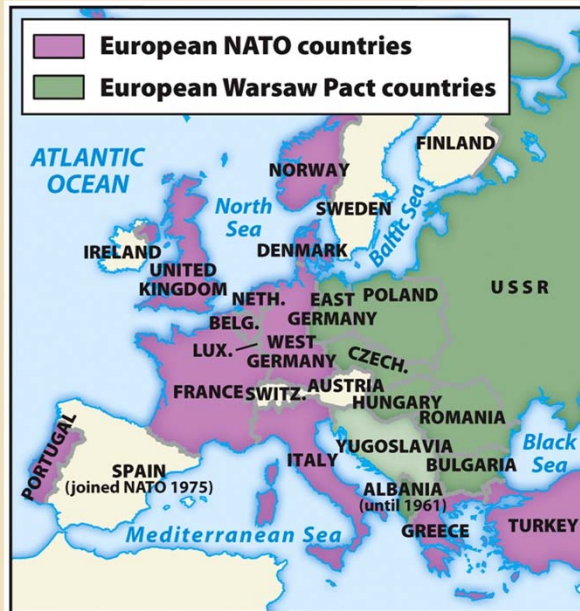 European NATO countries
European Warsaw Pact countries
ATLANTIC
OCEAN
NORWAY
FINLAND
North
Sea
SWEDEN
Baltic Sea
IRELAND
UNITED
KINGDOM
DENMARK
USSR
NETH.
EAST
GERMANY
POLAND
BELG.
LUX.
WEST
GERMANY
CZECH.
FRANCE
SWITZ.
AUSTRIA
HUNGARY
ROMANIA
PORTUGAL
SPAIN
(joined NATO 1975)
ITALY
YUGOSLAVIA
BULGARIA
Black
Sea
ALBANIA
(until 1961)
Mediterranean Sea
GREECE
TURKEY